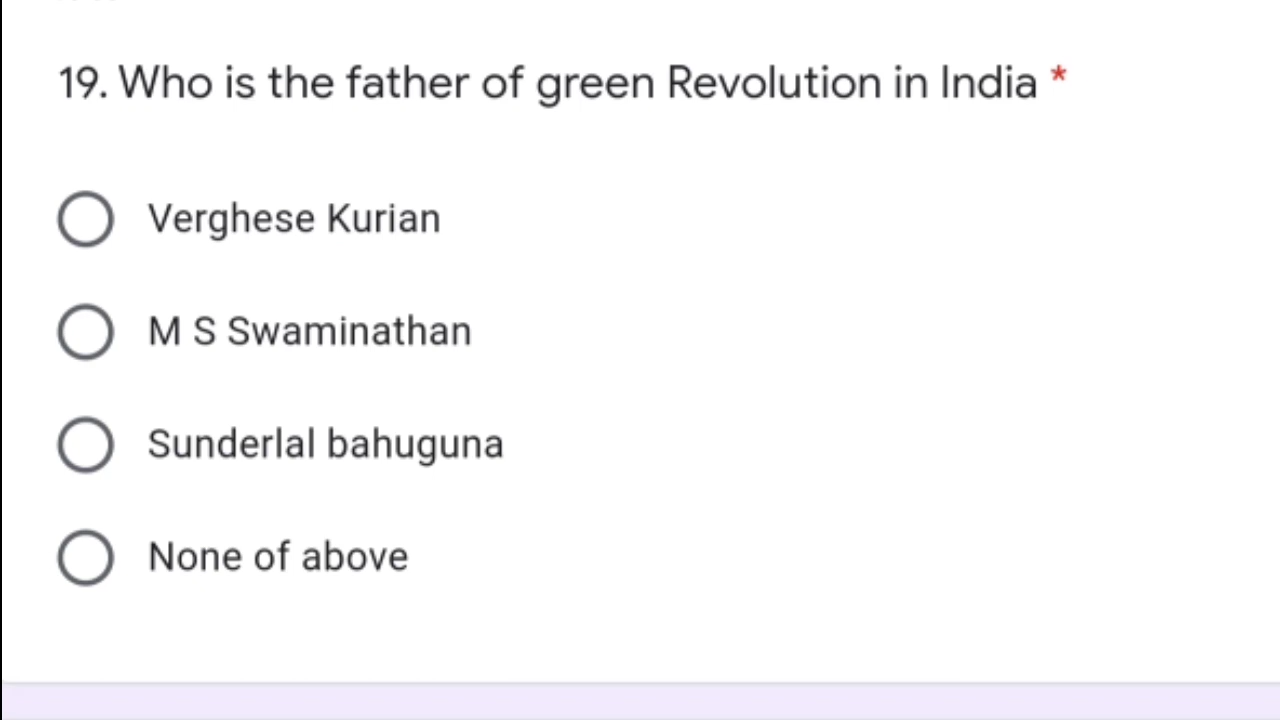 19. Who is the father of green Revolution in India *
Verghese Kurian
M S Swaminathan
Sunderlal bahuguna
None of above